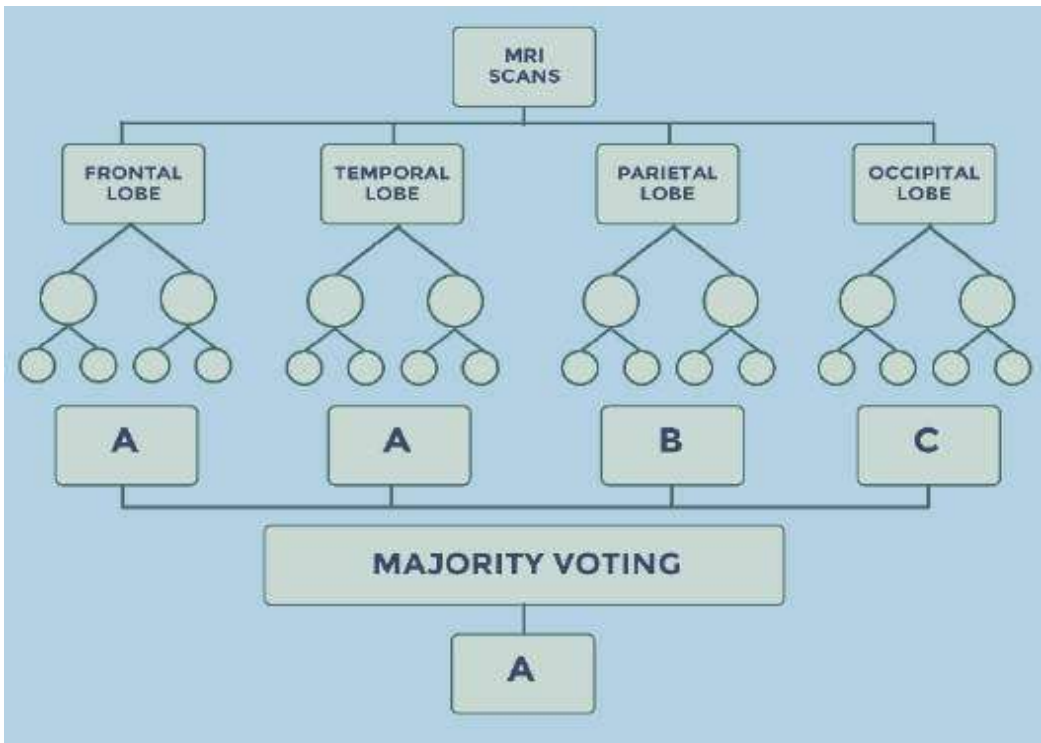 MRI
SCANS
FRONTAL
LOBE
TEMPORAL
LOBE
PARIETAL
LOBE
OCCIPITAL
LOBE
A
A
B
C
MAJORITY VOTING
A